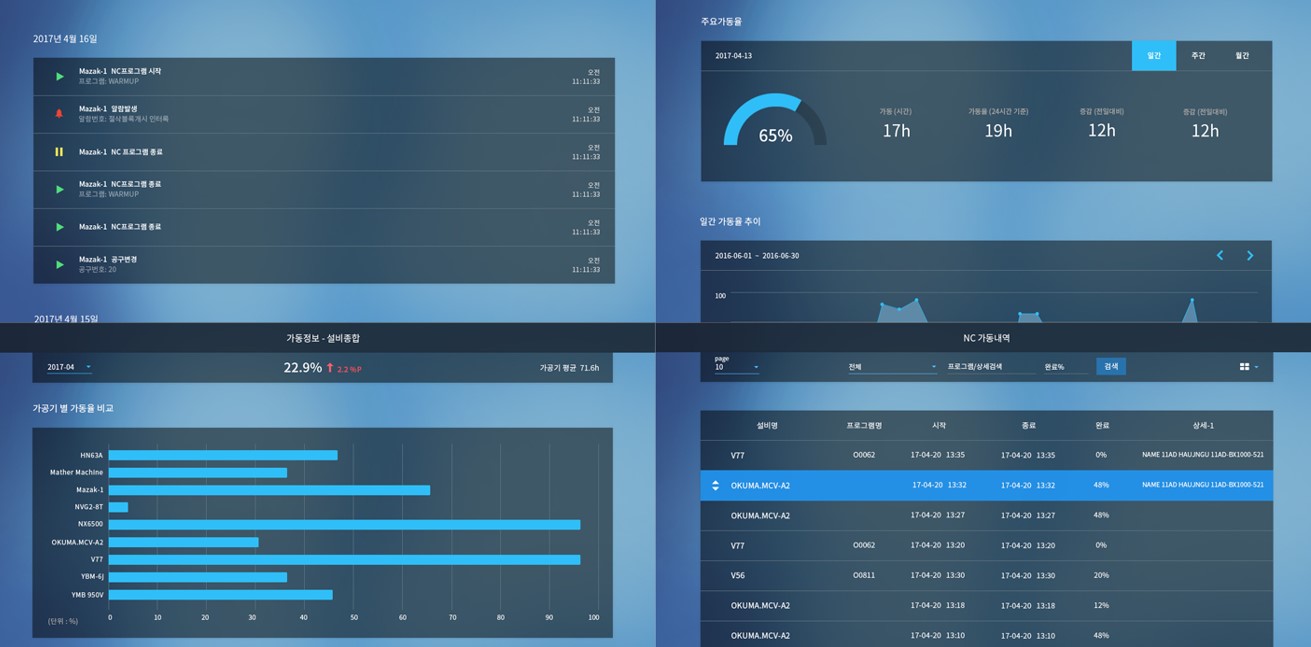 2017년 4월 16일
Mazak-1 NC프로그램 시작
프로그램: WARMUP
오전
11:11:33
Mazak-1 알람발생
알람번호: 절삭블록개시 인터록
오전
11:11:33
Mazak-1 NC 프로그램 종료
오전
11:11:33
Mazak-1 NC프로그램 종료
프로그램: WARMUP
오전
11:11:33
Mazak-1 NC프로그램 종료
오전
11:11:33
Mazak-1 공구변경
공구번호: 20
오전
11:11:33
2017년 4월 15일
주요가동율
2017-04-13
일간 주간 월간
65%
가동 (시간) 가동율 (24시간 기준) 증감 (전일대비) 증감 (전일대비)
17h 19h 12h 12h
일간 가동율 추이
2016-06-01 ~ 2016-06-30
100
가동정보 - 설비종합
2017-04 22.9% 2.2 %P 가공기 평균 71.6h
가공기 별 가동율 비교
HN63A
Mather Machine
Mazak-1
NVG2-8T
NX6500
OKUMA.MCV-A2
V77
YBM-6J
YMB 950V
(단위 : %) 0 10 20 30 40 50 60 70 80 90 100
NC 가동내역
page
10 전체 프로그램/상세검색 완료% 검색
설비명 프로그램명 시작 종료 완료 상세-1
V77 O0062 17-04-20 13:35 17-04-20 13:35 0% NAME 11AD HAUJNGU 11AD-BX1000-521
OKUMA.MCV-A2 17-04-20 13:32 17-04-20 13:32 48% NAME 11AD HAUJNGU 11AD-BX1000-521
OKUMA.MCV-A2 17-04-20 13:27 17-04-20 13:27 48%
V77 O0062 17-04-20 13:20 17-04-20 13:20 0%
V56 O0811 17-04-20 13:30 17-04-20 13:30 20%
OKUMA.MCV-A2 17-04-20 13:18 17-04-20 13:18 12%
OKUMA.MCV-A2 17-04-20 13:10 17-04-20 13:10 48%